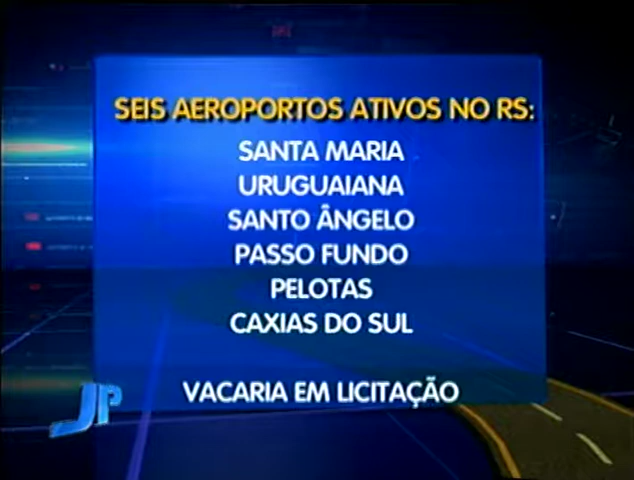 SEIS AEROPORTOS ATIVOS NO RS:
SANTA MARIA
URUGUAIANA
SANTO ÂNGELO
PASSO FUNDO
PELOTAS
CAXIAS DO SUL
VACARIA EM LICITAÇÃO
JP